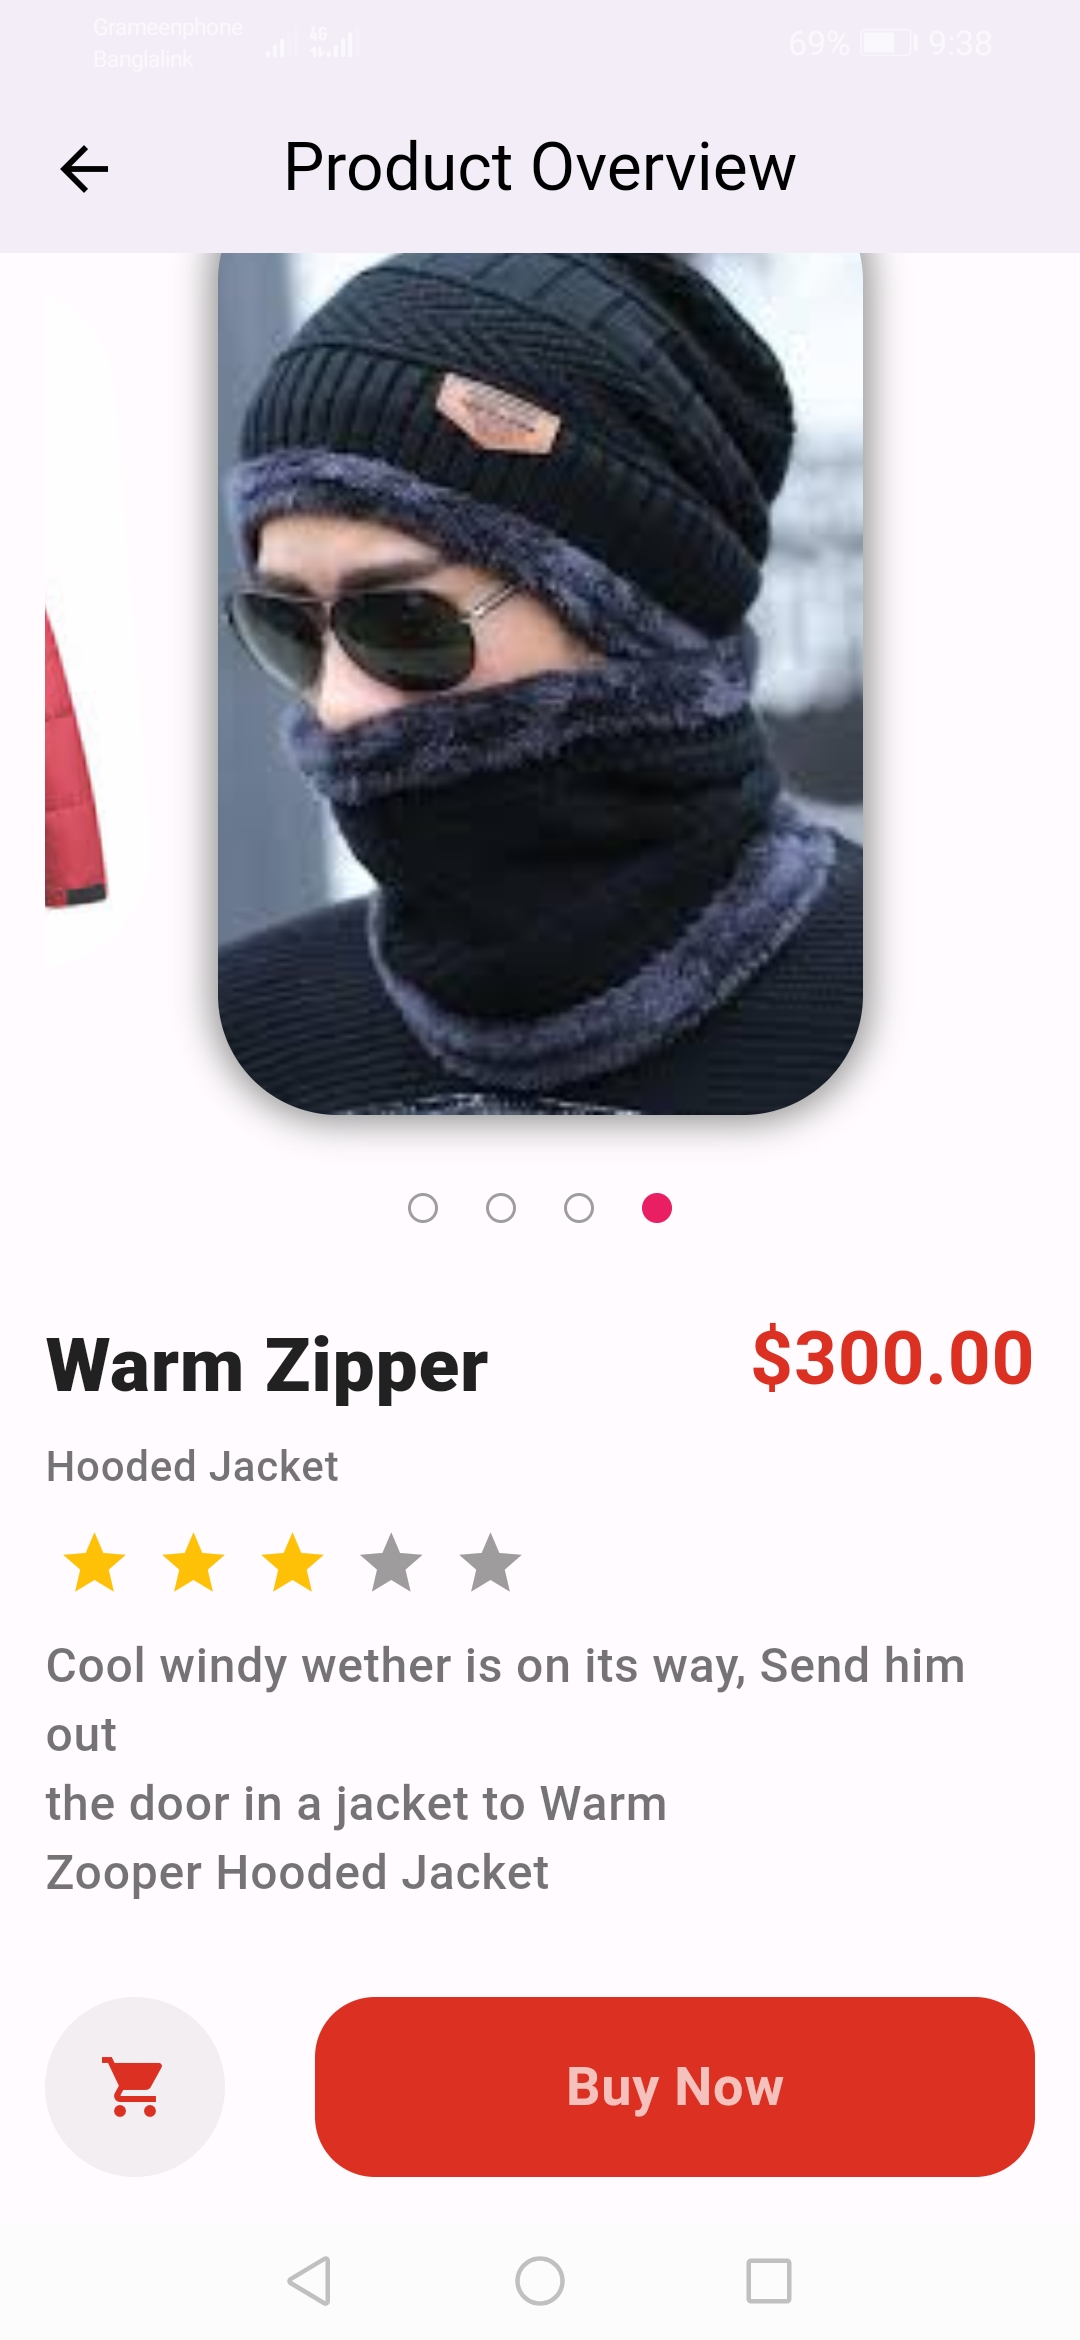 Grameenphone
Banglalink
4G
69% 9:38
Product Overview
Warm Zipper
$300.00
Hooded Jacket
Cool windy wether is on its way, Send him
out
the door in a jacket to Warm
Zooper Hooded Jacket
Buy Now